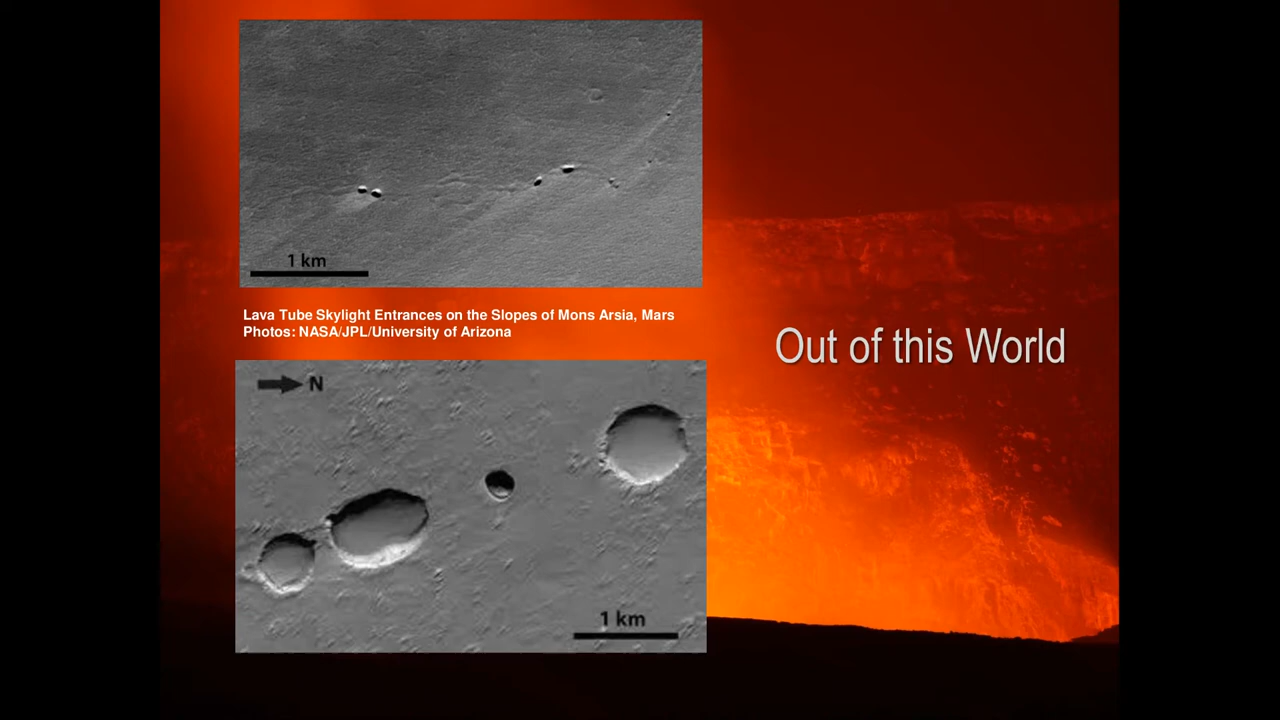 1 km
Lava Tube Skylight Entrances on the Slopes of Mons Arsia, Mars
Photos: NASA/JPL/University of Arizona
N
1 km
Out of this World